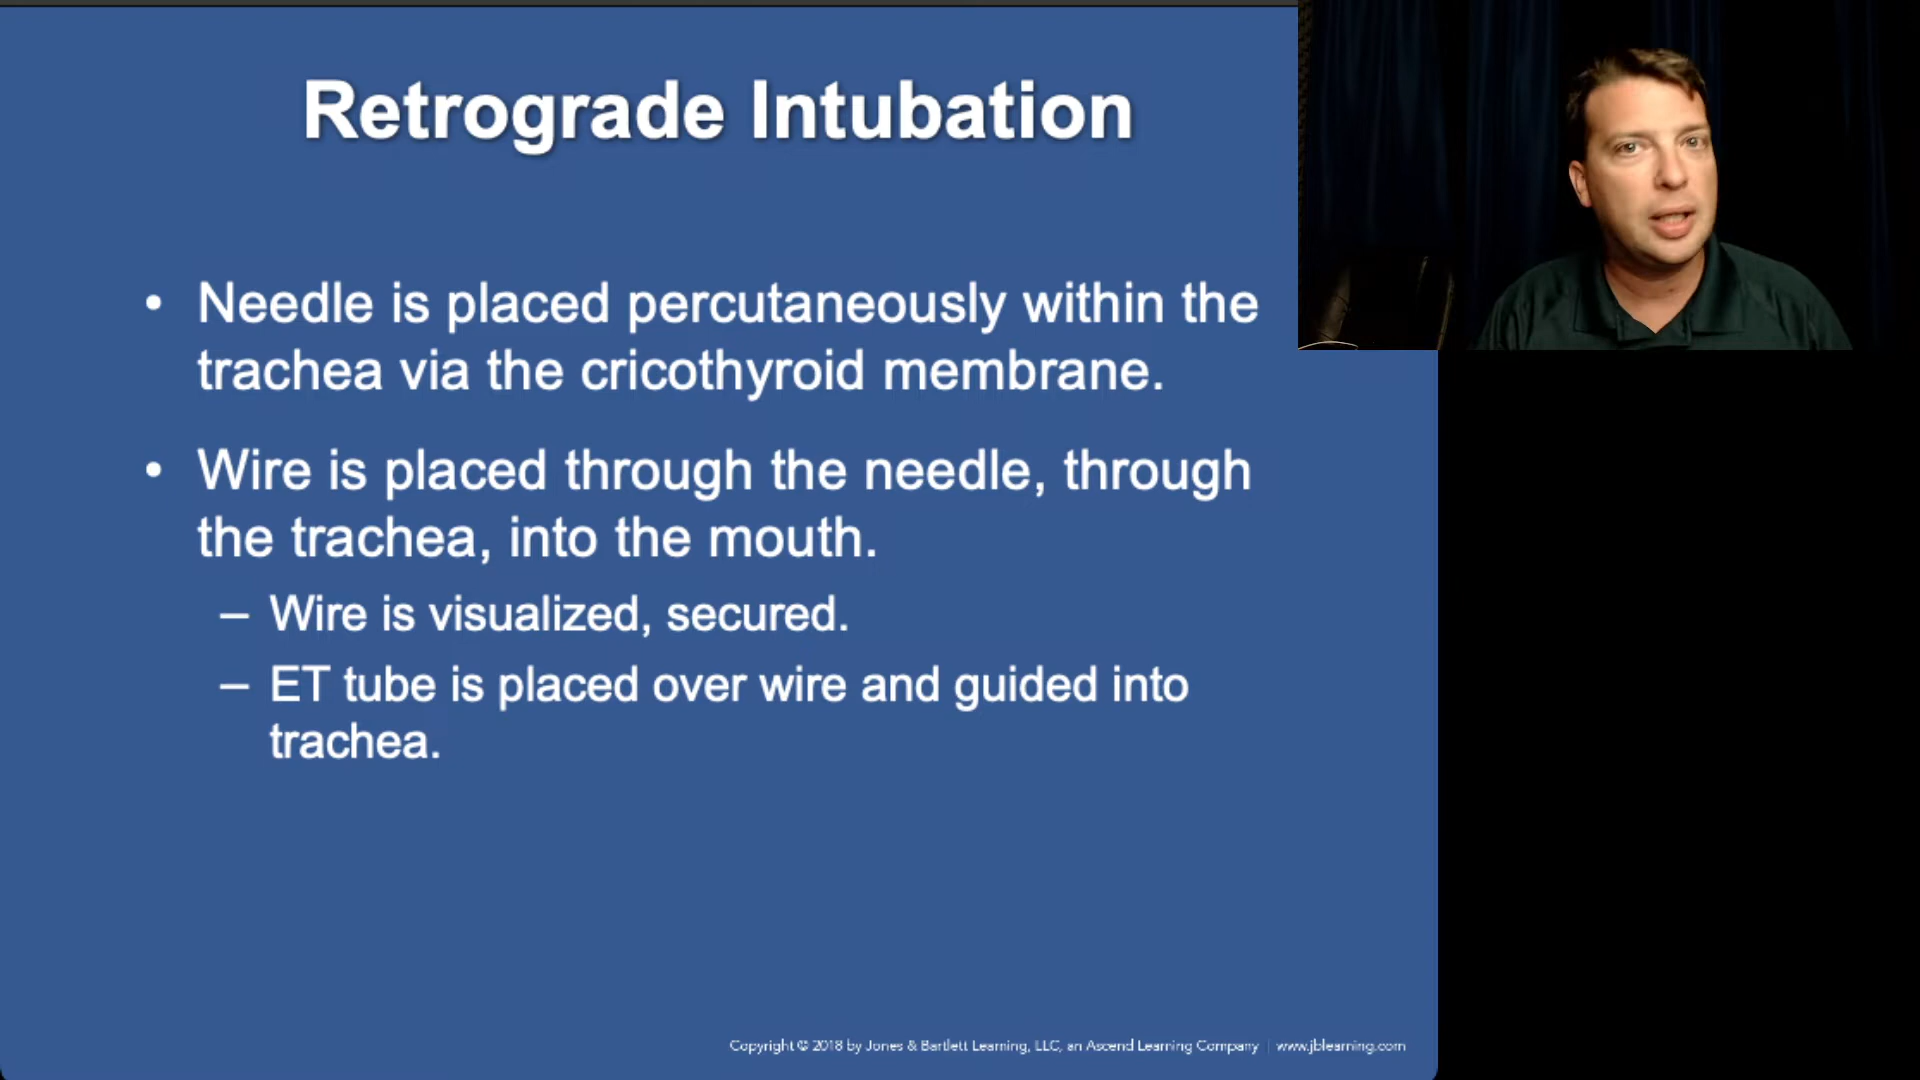 Retrograde Intubation
• Needle is placed percutaneously within the
trachea via the cricothyroid membrane.
• Wire is placed through the needle, through
the trachea, into the mouth.
– Wire is visualized, secured.
– ET tube is placed over wire and guided into
trachea.
Copyright © 2018 by Jones & Bartlett Learning, LLC, an Ascend Learning Company | www.jblearning.com